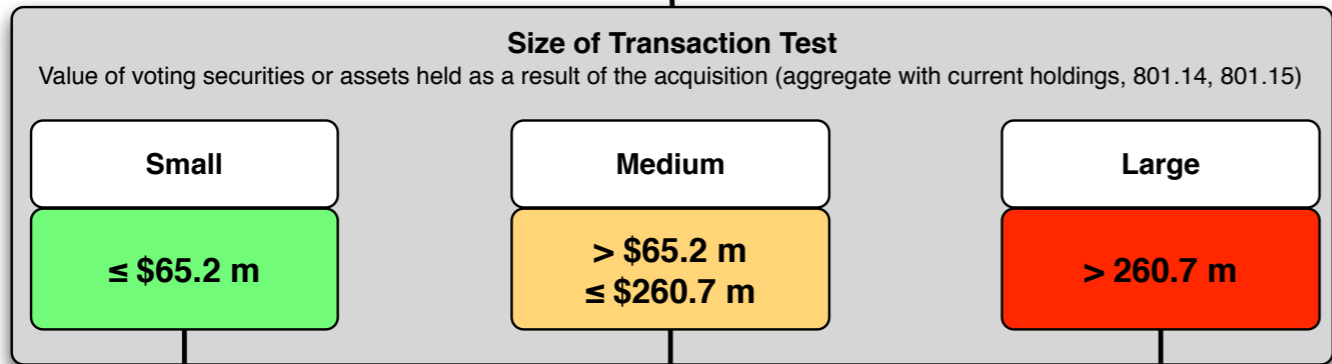 Size of Transaction Test
Value of voting securities or assets held as a result of the acquisition (aggregate with current holdings, 801.14, 801.15)
Small
Medium
Large
≤ $65.2 m
> $65.2 m
≤ $260.7 m
> 260.7 m